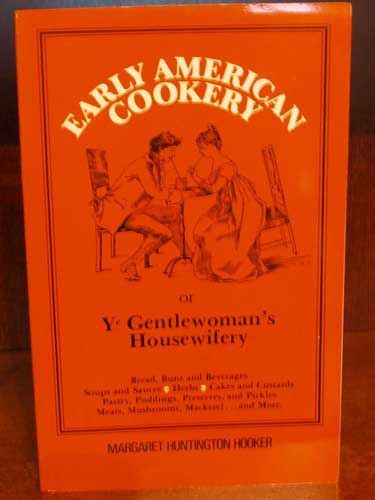 EARLY AMERICAN
COOKERY
or
Ye Gentlewoman's
Housewifery
Bread, Buns and Beverages
Soups and Sauces Herbs Cakes and Custards
Pastry, Puddings, Preserves, and Pickles
Meats, Mushrooms, Mackerel . . . and More.
MARGARET HUNTINGTON HOOKER